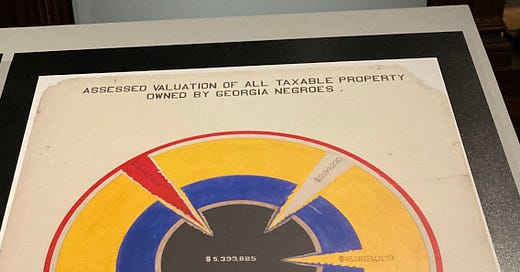 ASSESSED VALUATION OF ALL TAXABLE PROPERTY
OWNED BY GEORGIA NEGROES .
$5,393,885